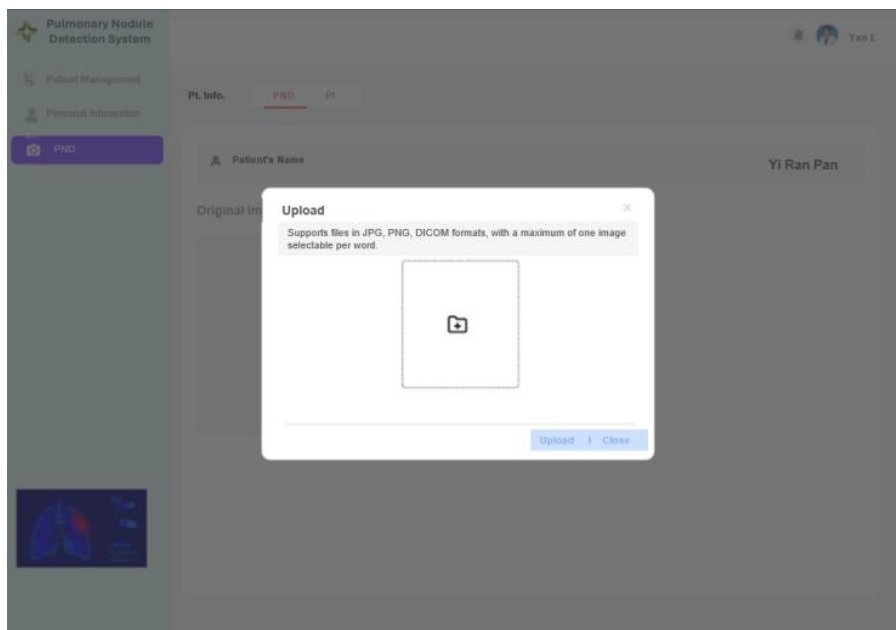 Pulmonary Nodule
Detection System
Yan L
Patient Management
Personal Information
PND
Pt. Info.
PND
Pt
Patient's Name
Yi Ran Pan
Original Im
Upload
Supports files in JPG, PNG, DICOM formats, with a maximum of one image
selectable per word.
Upload
Close